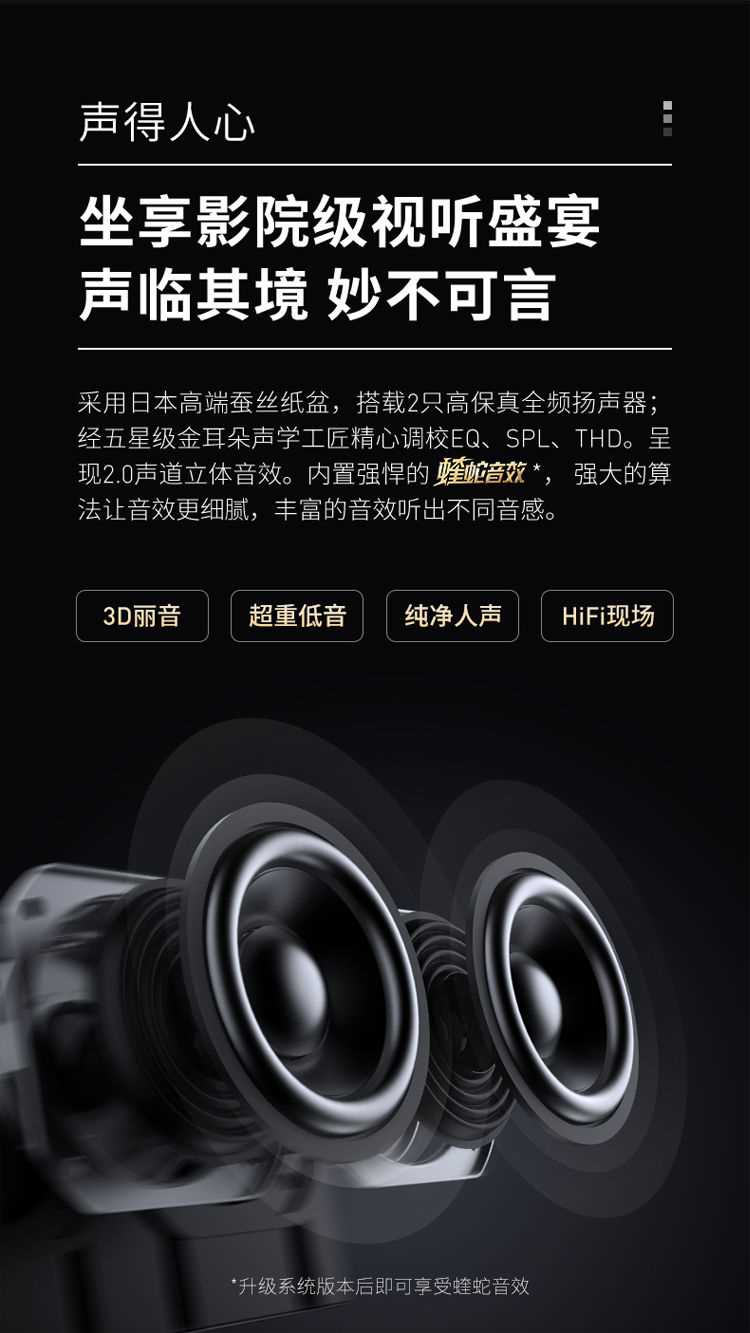 声得人心
坐享影院级视听盛宴
声临其境 妙不可言
采用日本高端蚕丝纸盆，搭载2只高保真全频扬声器；
经五星级金耳朵声学工匠精心调校EQ、SPL、THD。呈
现2.0声道立体音效。内置强悍的 蝰蛇音效 *， 强大的算
法让音效更细腻，丰富的音效听出不同音感。
3D丽音
超重低音
纯净人声
HiFi现场
*升级系统版本后即可享受蝰蛇音效